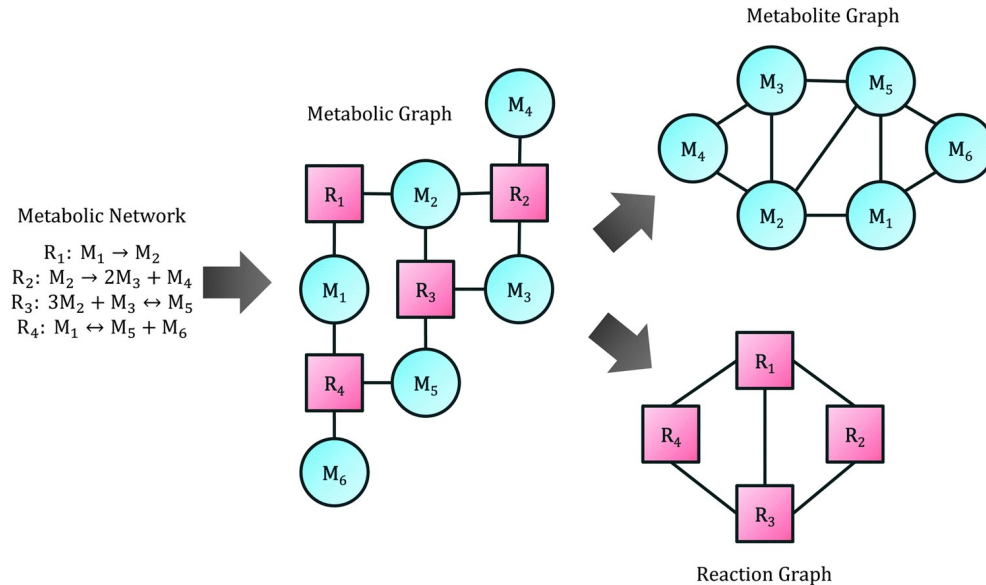 Metabolic Network
R₁: M₁ → M₂
R₂: M₂ → 2M₃ + M₄
R₃: 3M₂ + M₃ ↔ M₅
R₄: M₁ ↔ M₅ + M₆
Metabolic Graph
M₄
R₁ M₂ R₂
M₁ R₃ M₃
R₄ M₅
M₆
Metabolite Graph
M₃ M₅
M₄ M₆
M₂ M₁
R₁
R₄ R₂
R₃
Reaction Graph